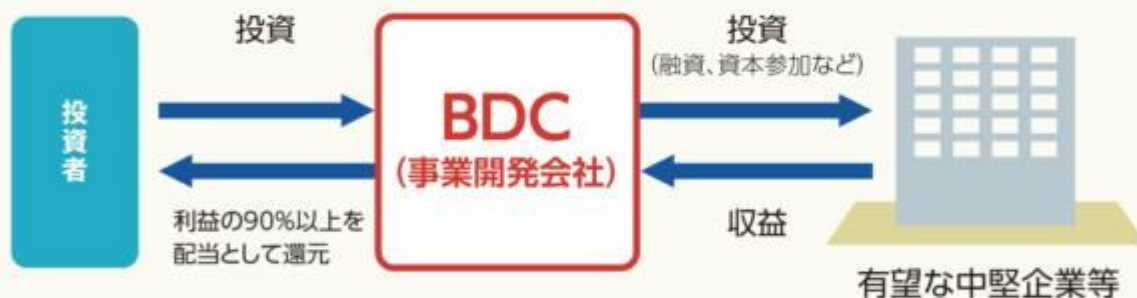 投資者
投資
BDC
(事業開発会社)
利益の90%以上を
配当として還元
投資
(融資、資本参加など)
収益
有望な中堅企業等